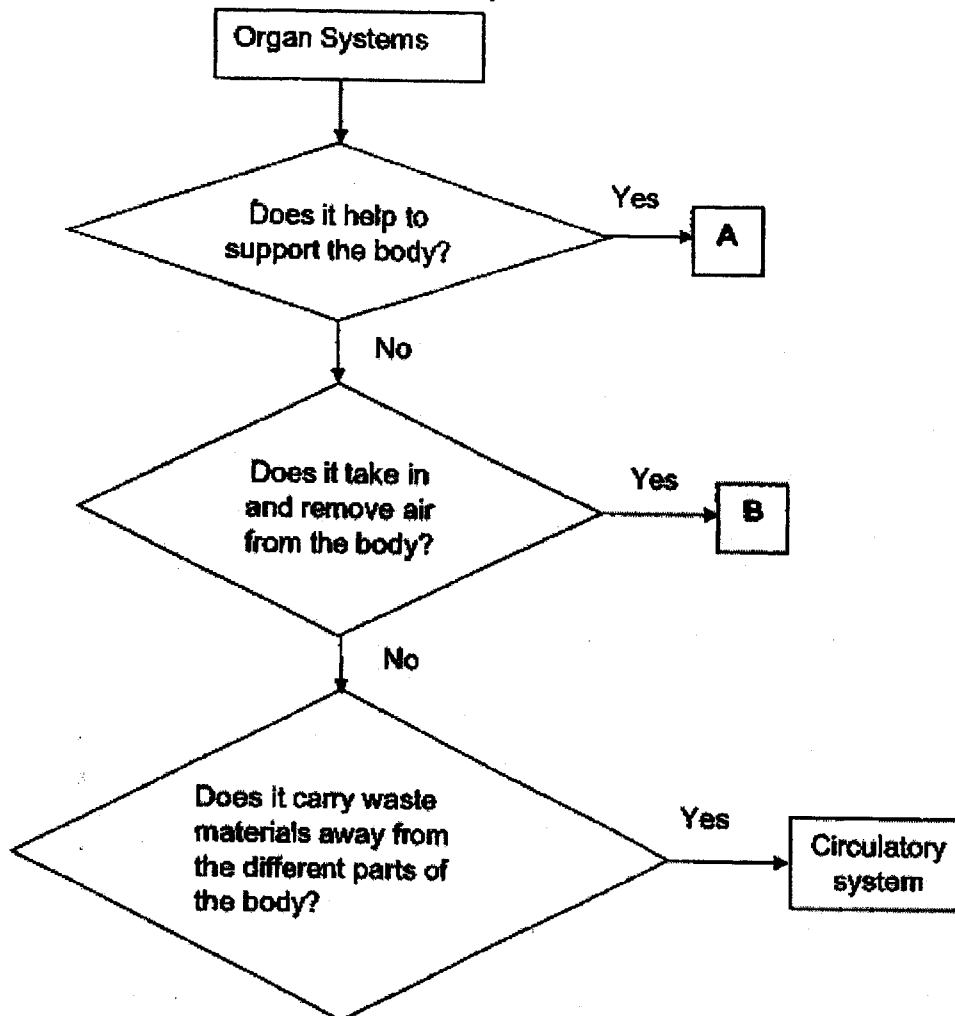 Organ Systems
Does it help to
support the body?
Yes
A
No
Does it take in
and remove air
from the body?
Yes
B
No
Does it carry waste
materials away from
the different parts of
the body?
Yes
Circulatory
system